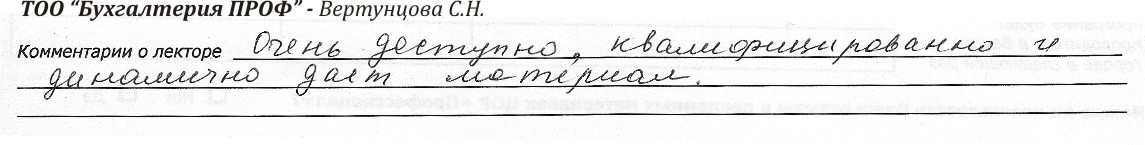 ТОО “Бухгалтерия ПРОФ” - Вертунцова С.Н.
Комментарии о лекторе Очень доступно, квалифицированно и
динамично дает материал.